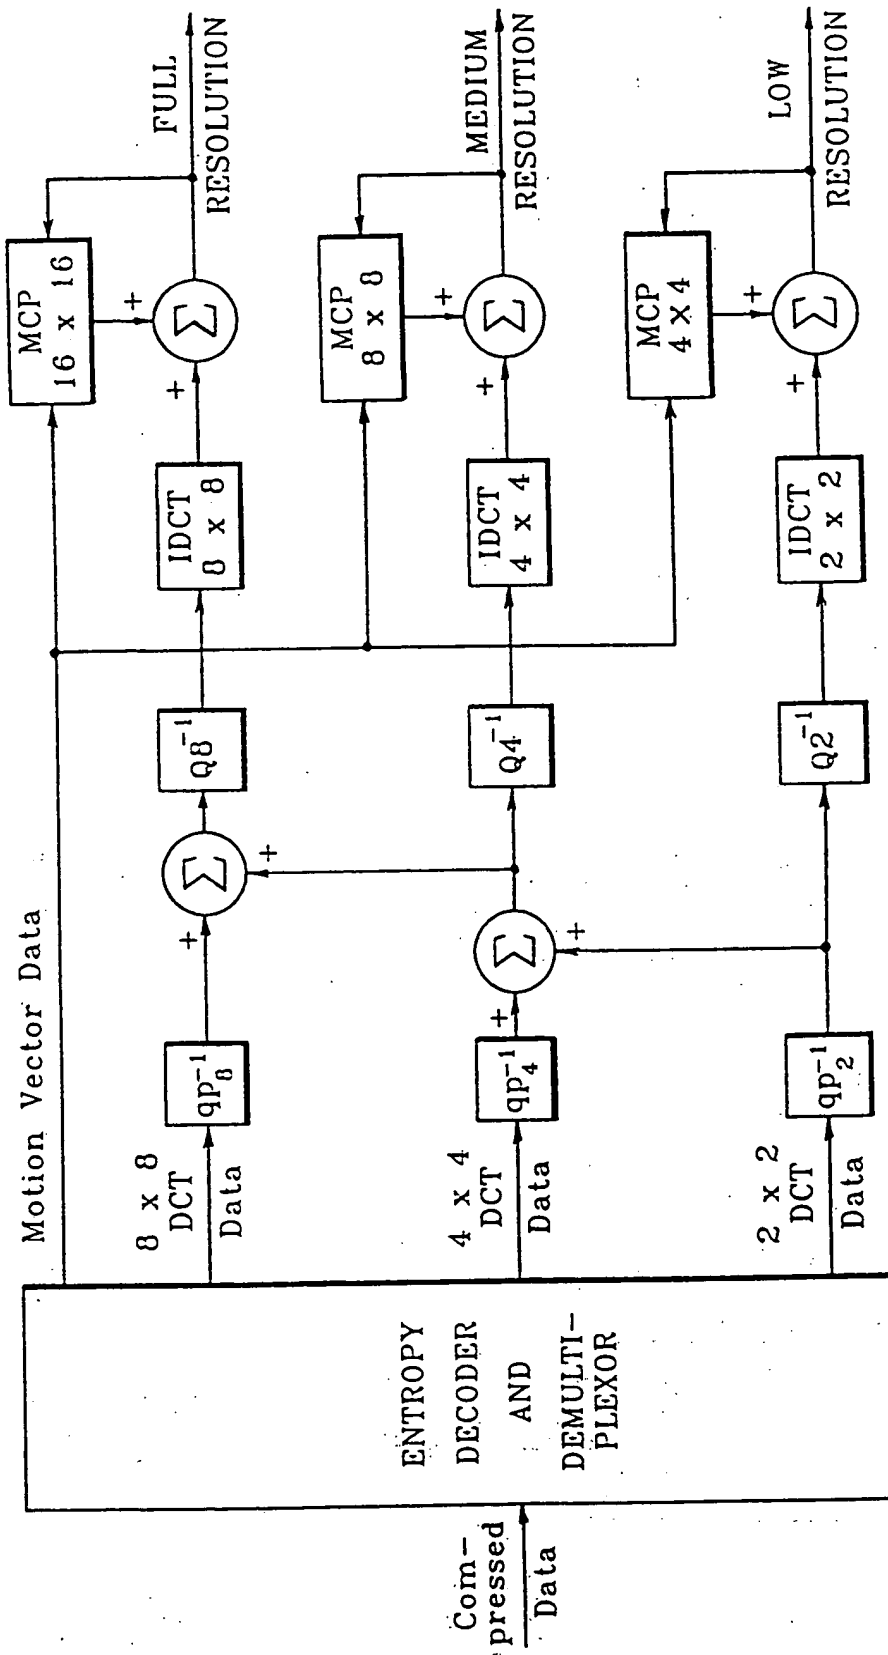 Com-
pressed
Data
ENTROPY
DECODER
AND
DEMULTI-
PLEXOR
Motion Vector Data
8 x 8
DCT
Data
qp₈⁻¹
+
+
Σ
Q8⁻¹
IDCT
8 x 8
+
+
Σ
MCP
16 x 16
FULL
RESOLUTION
4 x 4
DCT
Data
qp₄⁻¹
+
+
Σ
Q4⁻¹
IDCT
4 x 4
+
+
Σ
MCP
8 x 8
MEDIUM
RESOLUTION
2 x 2
DCT
Data
qp₂⁻¹
Q2⁻¹
IDCT
2 x 2
+
+
Σ
MCP
4 x 4
LOW
RESOLUTION